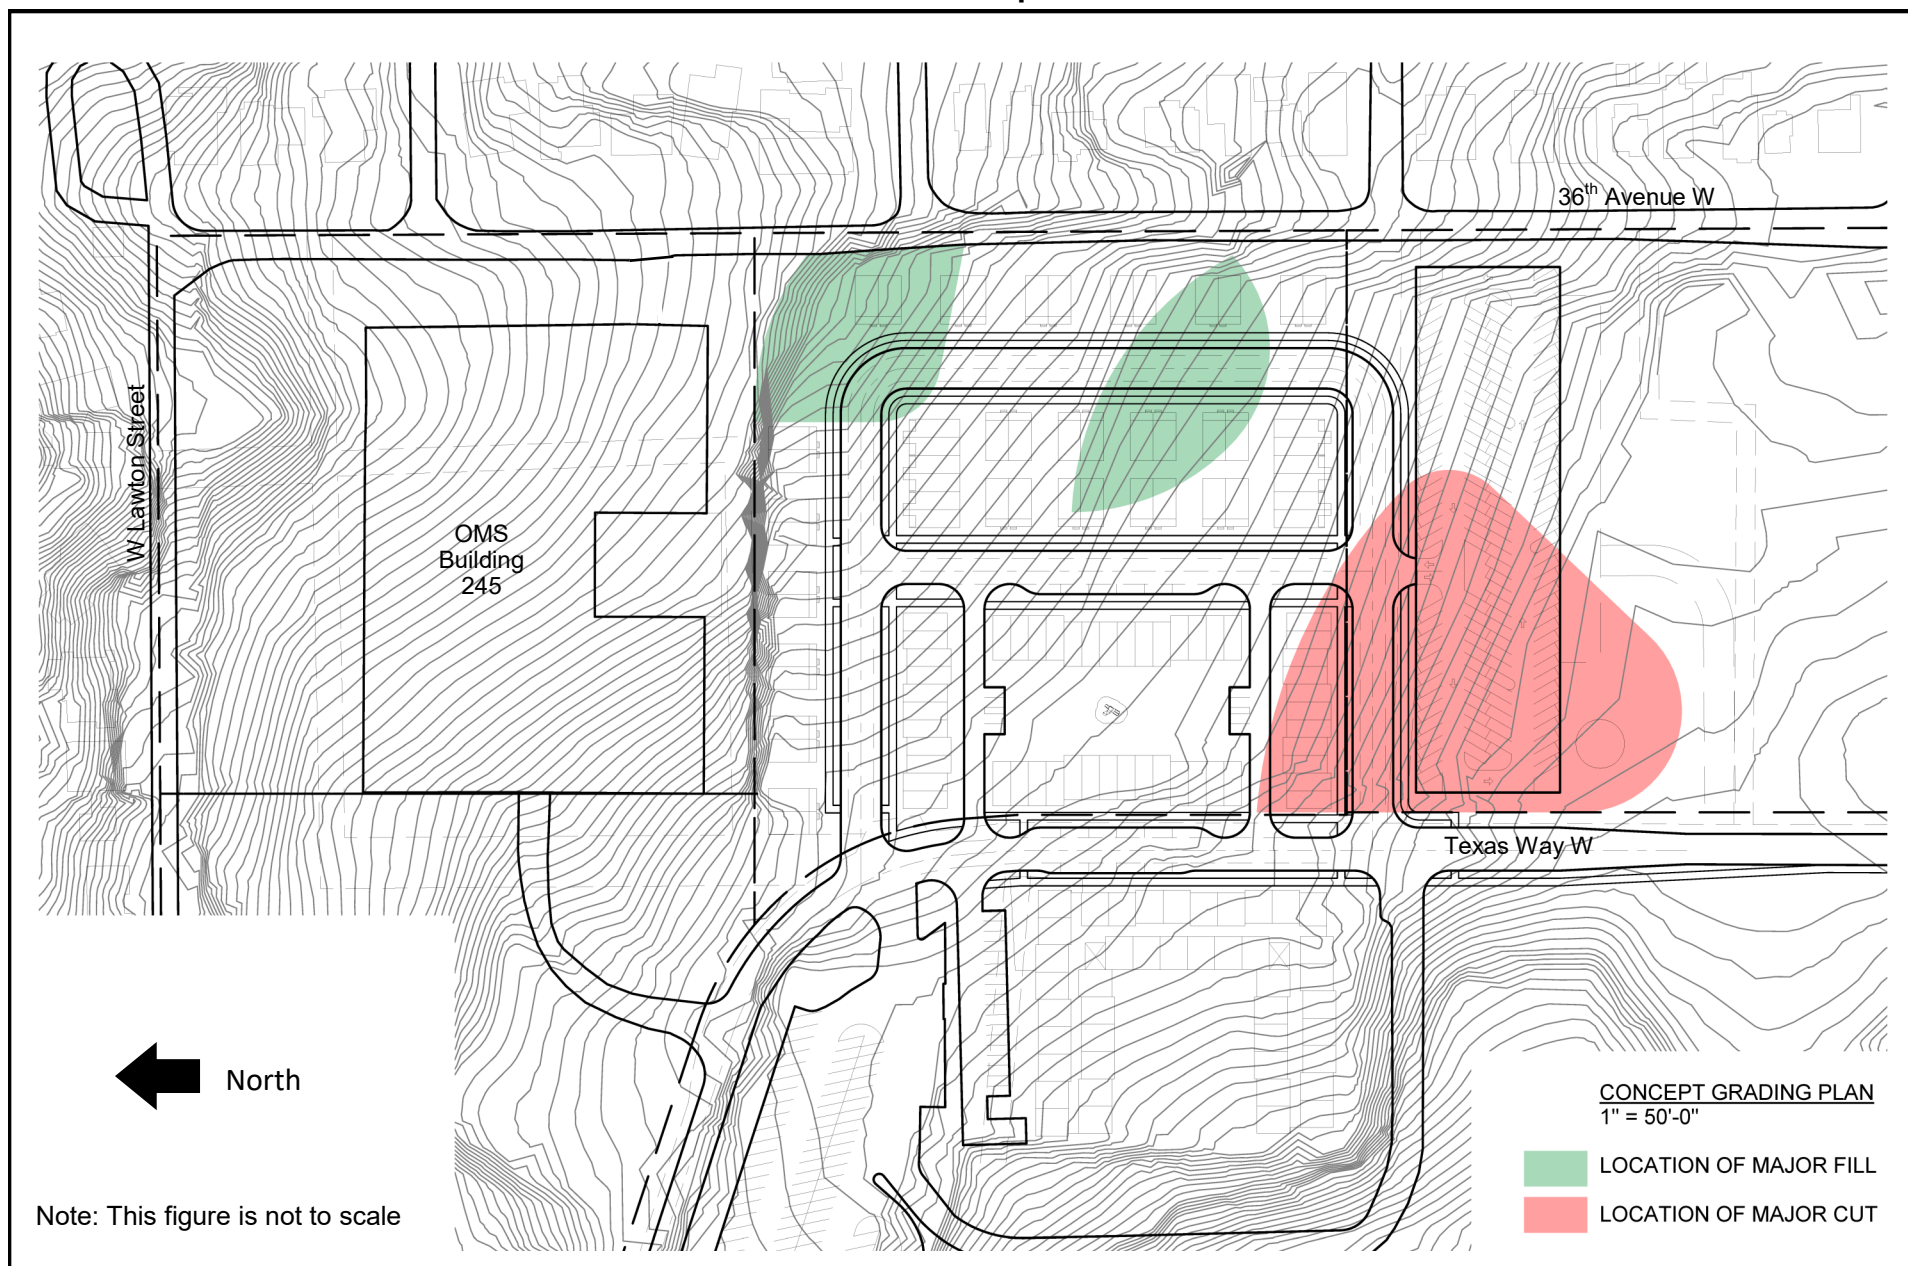 36th Avenue W
W Lawton Street
OMS
Building
245
Texas Way W
North
CONCEPT GRADING PLAN
1" = 50'-0"
LOCATION OF MAJOR FILL
LOCATION OF MAJOR CUT
Note: This figure is not to scale